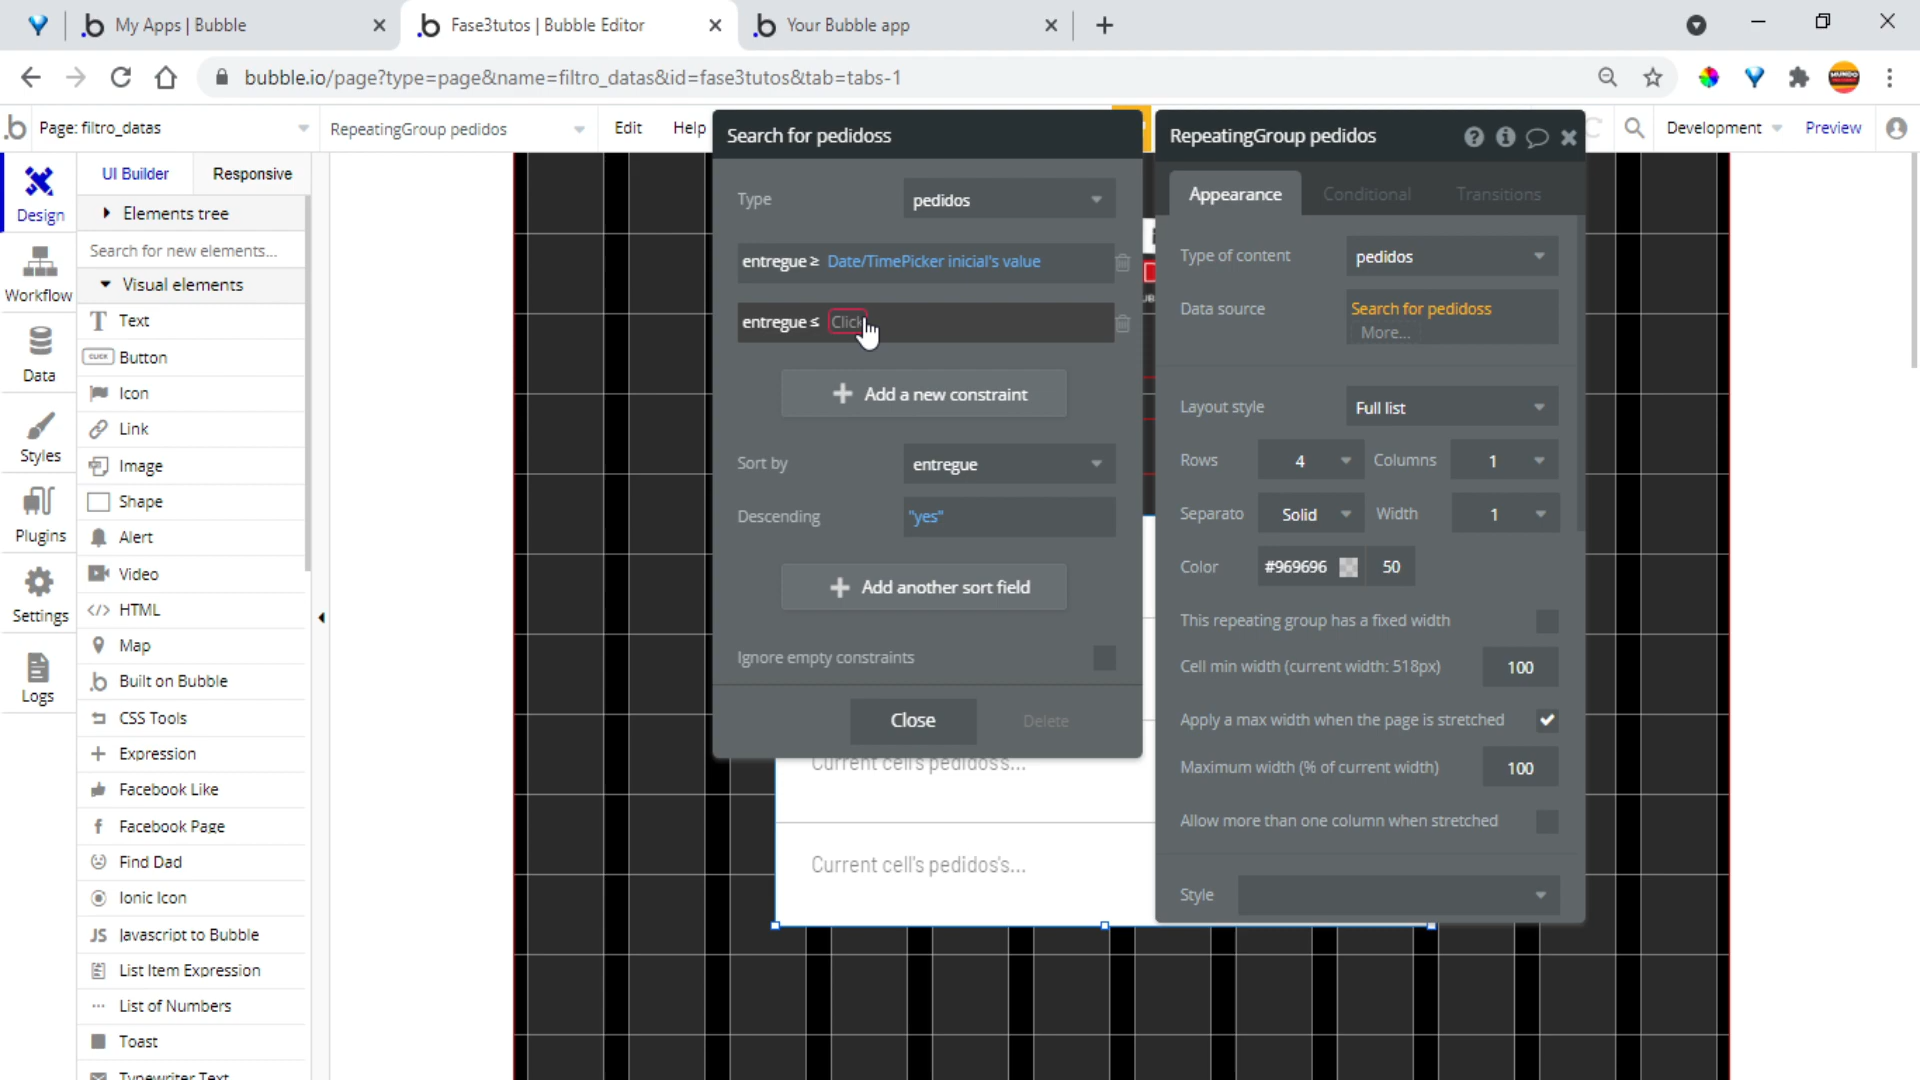 My Apps | Bubble
Fase3tutos | Bubble Editor
Your Bubble app
bubble.io/page?type=page&name=filtro_datas&id=fase3tutos&tab=tabs-1
Page: filtro_datas
RepeatingGroup pedidos
Edit
Help
Development
Preview
Design
Workflow
Data
Styles
Plugins
Settings
Logs
UI Builder
Responsive
Elements tree
Search for new elements...
Visual elements
Text
CLICK Button
Icon
Link
Image
Shape
Alert
Video
</> HTML
Map
Built on Bubble
CSS Tools
Expression
Facebook Like
Facebook Page
Find Dad
Ionic Icon
JS Javascript to Bubble
List Item Expression
List of Numbers
Toast
Typewriter Text
Search for pedidoss
Type
pedidos
entregue ≥ Date/TimePicker inicial's value
entregue ≤ Click
Add a new constraint
Sort by
entregue
Descending
"yes"
Add another sort field
Ignore empty constraints
Close
Delete
Current cell's pedidos's...
Current cell's pedidos's...
RepeatingGroup pedidos
Appearance
Conditional
Transitions
Type of content
pedidos
Data source
Search for pedidoss
More...
Layout style
Full list
Rows
4
Columns
1
Separato
Solid
Width
1
Color
#969696
50
This repeating group has a fixed width
Cell min width (current width: 518px)
100
Apply a max width when the page is stretched
Maximum width (% of current width)
100
Allow more than one column when stretched
Style